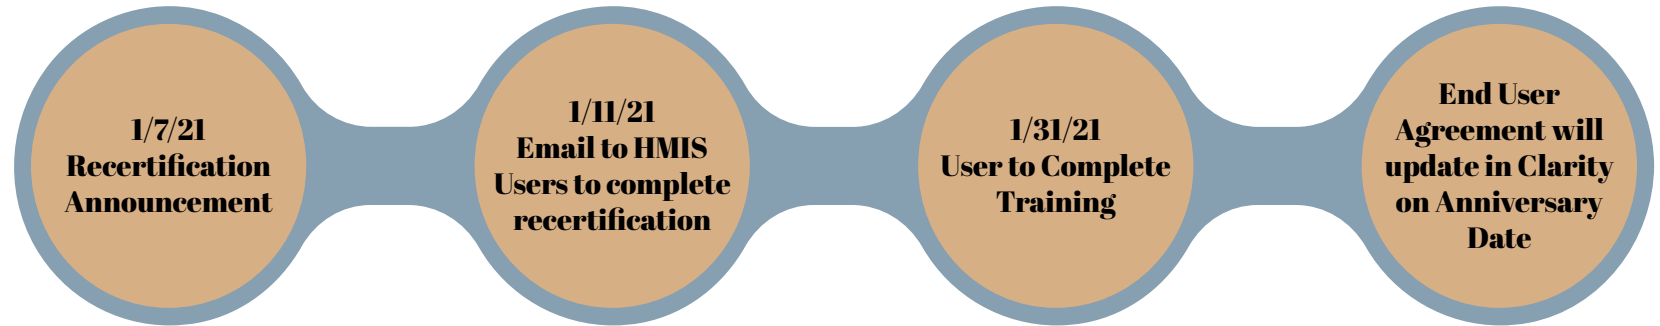 1/7/21
Recertification
Announcement
1/11/21
Email to HMIS
Users to complete
recertification
1/31/21
User to Complete
Training
End User
Agreement will
update in Clarity
on Anniversary
Date